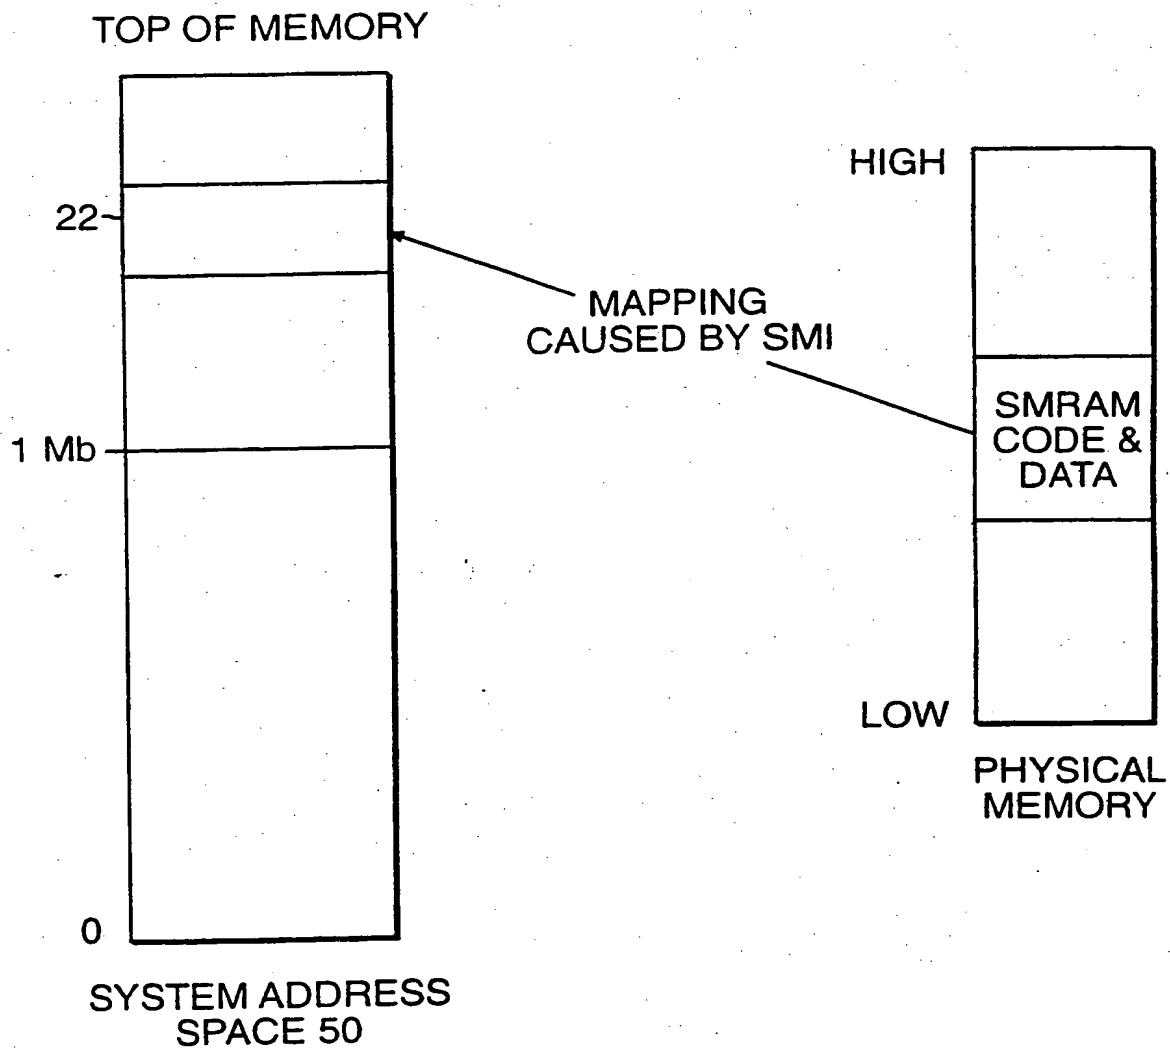 TOP OF MEMORY
22
1 Mb
0
SYSTEM ADDRESS
SPACE 50
MAPPING
CAUSED BY SMI
HIGH
SMRAM
CODE &
DATA
LOW
PHYSICAL
MEMORY